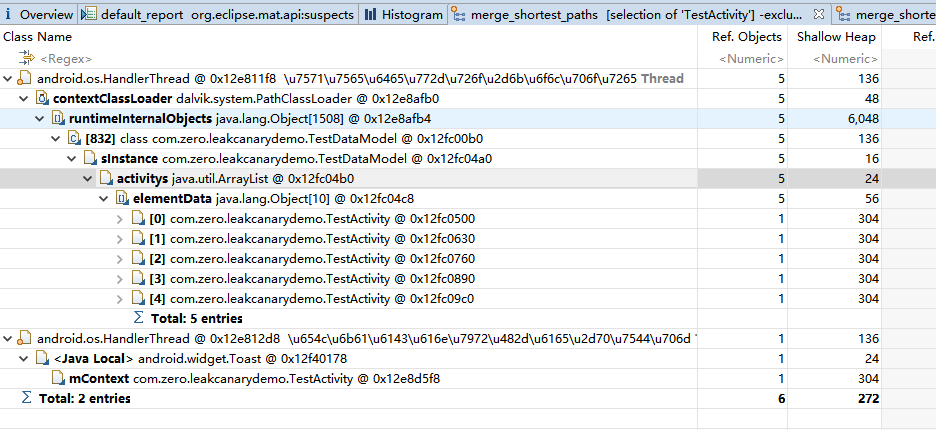 i Overview default_report org.eclipse.mat.api:suspects Histogram merge_shortest_paths [selection of 'TestActivity'] -exclu... merge_shorte
Class Name Ref. Objects Shallow Heap Ref.
<Regex> <Numeric> <Numeric>
android.os.HandlerThread @ 0x12e811f8 \u7571\u7565\u6465\u772d\u726f\u2d6b\u6f6c\u706f\u7265 Thread 5 136
contextClassLoader dalvik.system.PathClassLoader @ 0x12e8afb0 5 48
runtimeInternalObjects java.lang.Object[1508] @ 0x12e8afb4 5 6,048
[832] class com.zero.leakcanarydemo.TestDataModel @ 0x12fc00b0 5 136
sInstance com.zero.leakcanarydemo.TestDataModel @ 0x12fc04a0 5 16
activitys java.util.ArrayList @ 0x12fc04b0 5 24
elementData java.lang.Object[10] @ 0x12fc04c8 5 56
[0] com.zero.leakcanarydemo.TestActivity @ 0x12fc0500 1 304
[1] com.zero.leakcanarydemo.TestActivity @ 0x12fc0630 1 304
[2] com.zero.leakcanarydemo.TestActivity @ 0x12fc0760 1 304
[3] com.zero.leakcanarydemo.TestActivity @ 0x12fc0890 1 304
[4] com.zero.leakcanarydemo.TestActivity @ 0x12fc09c0 1 304
Σ Total: 5 entries
android.os.HandlerThread @ 0x12e812d8 \u654c\u6b61\u6143\u616e\u7972\u482d\u6165\u2d70\u7544\u706d 1 136
<Java Local> android.widget.Toast @ 0x12f40178 1 24
mContext com.zero.leakcanarydemo.TestActivity @ 0x12e8d5f8 1 304
Σ Total: 2 entries 6 272